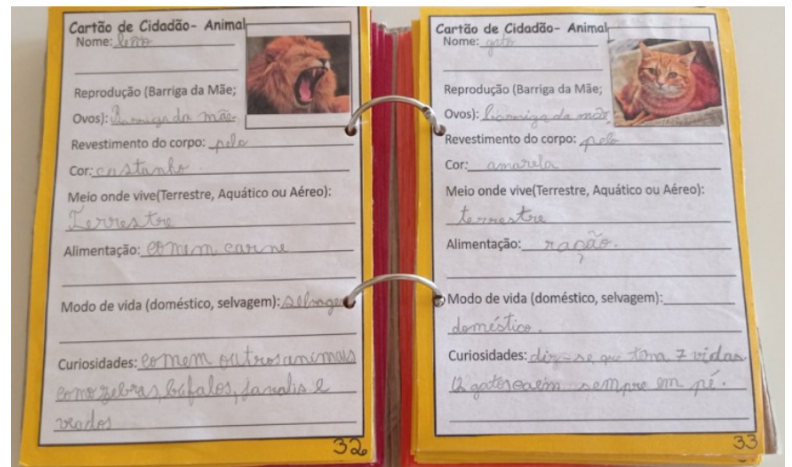 Cartão de Cidadão- Animal
Nome: leão
Reprodução (Barriga da Mãe;
Ovos): Barriga da mãe
Revestimento do corpo: pelo
Cor: castanho.
Meio onde vive(Terrestre, Aquático ou Aéreo):
Terrestre
Alimentação: comem carne
Modo de vida (doméstico, selvagem): selvagem
Curiosidades: comem outros animais
como zebras, búfalos, javalis e
veados
32
Cartão de Cidadão- Animal
Nome: gato
Reprodução (Barriga da Mãe;
Ovos): Barriga da mãe
Revestimento do corpo: pelo
Cor: amarela
Meio onde vive(Terrestre, Aquático ou Aéreo):
terrestre
Alimentação: ração.
Modo de vida (doméstico, selvagem):
doméstico.
Curiosidades: diz-se que tem 7 vidas
gatos caem sempre em pé.
33